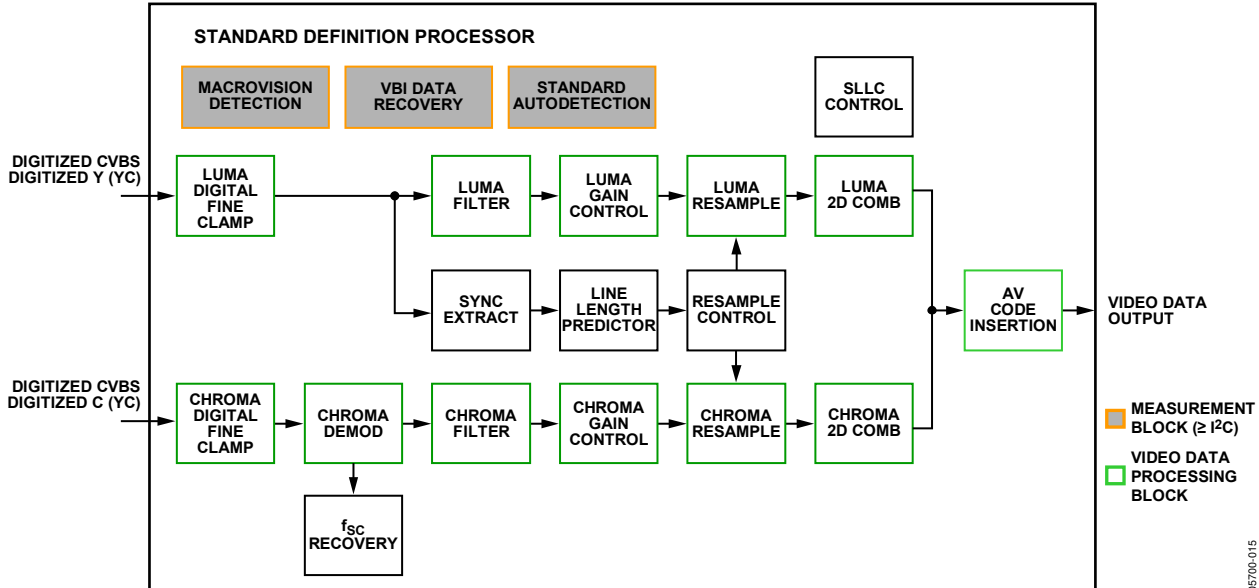 STANDARD DEFINITION PROCESSOR
MACROVISION
DETECTION
VBI DATA
RECOVERY
STANDARD
AUTODETECTION
SLLC
CONTROL
DIGITIZED CVBS
DIGITIZED Y (YC)
LUMA
DIGITAL
FINE
CLAMP
LUMA
FILTER
LUMA
GAIN
CONTROL
LUMA
RESAMPLE
LUMA
2D COMB
SYNC
EXTRACT
LINE
LENGTH
PREDICTOR
RESAMPLE
CONTROL
AV
CODE
INSERTION
VIDEO DATA
OUTPUT
DIGITIZED CVBS
DIGITIZED C (YC)
CHROMA
DIGITAL
FINE
CLAMP
CHROMA
DEMOD
CHROMA
FILTER
CHROMA
GAIN
CONTROL
CHROMA
RESAMPLE
CHROMA
2D COMB
fSC
RECOVERY
MEASUREMENT
BLOCK (≥ I2C)
VIDEO DATA
PROCESSING
BLOCK
05700-015